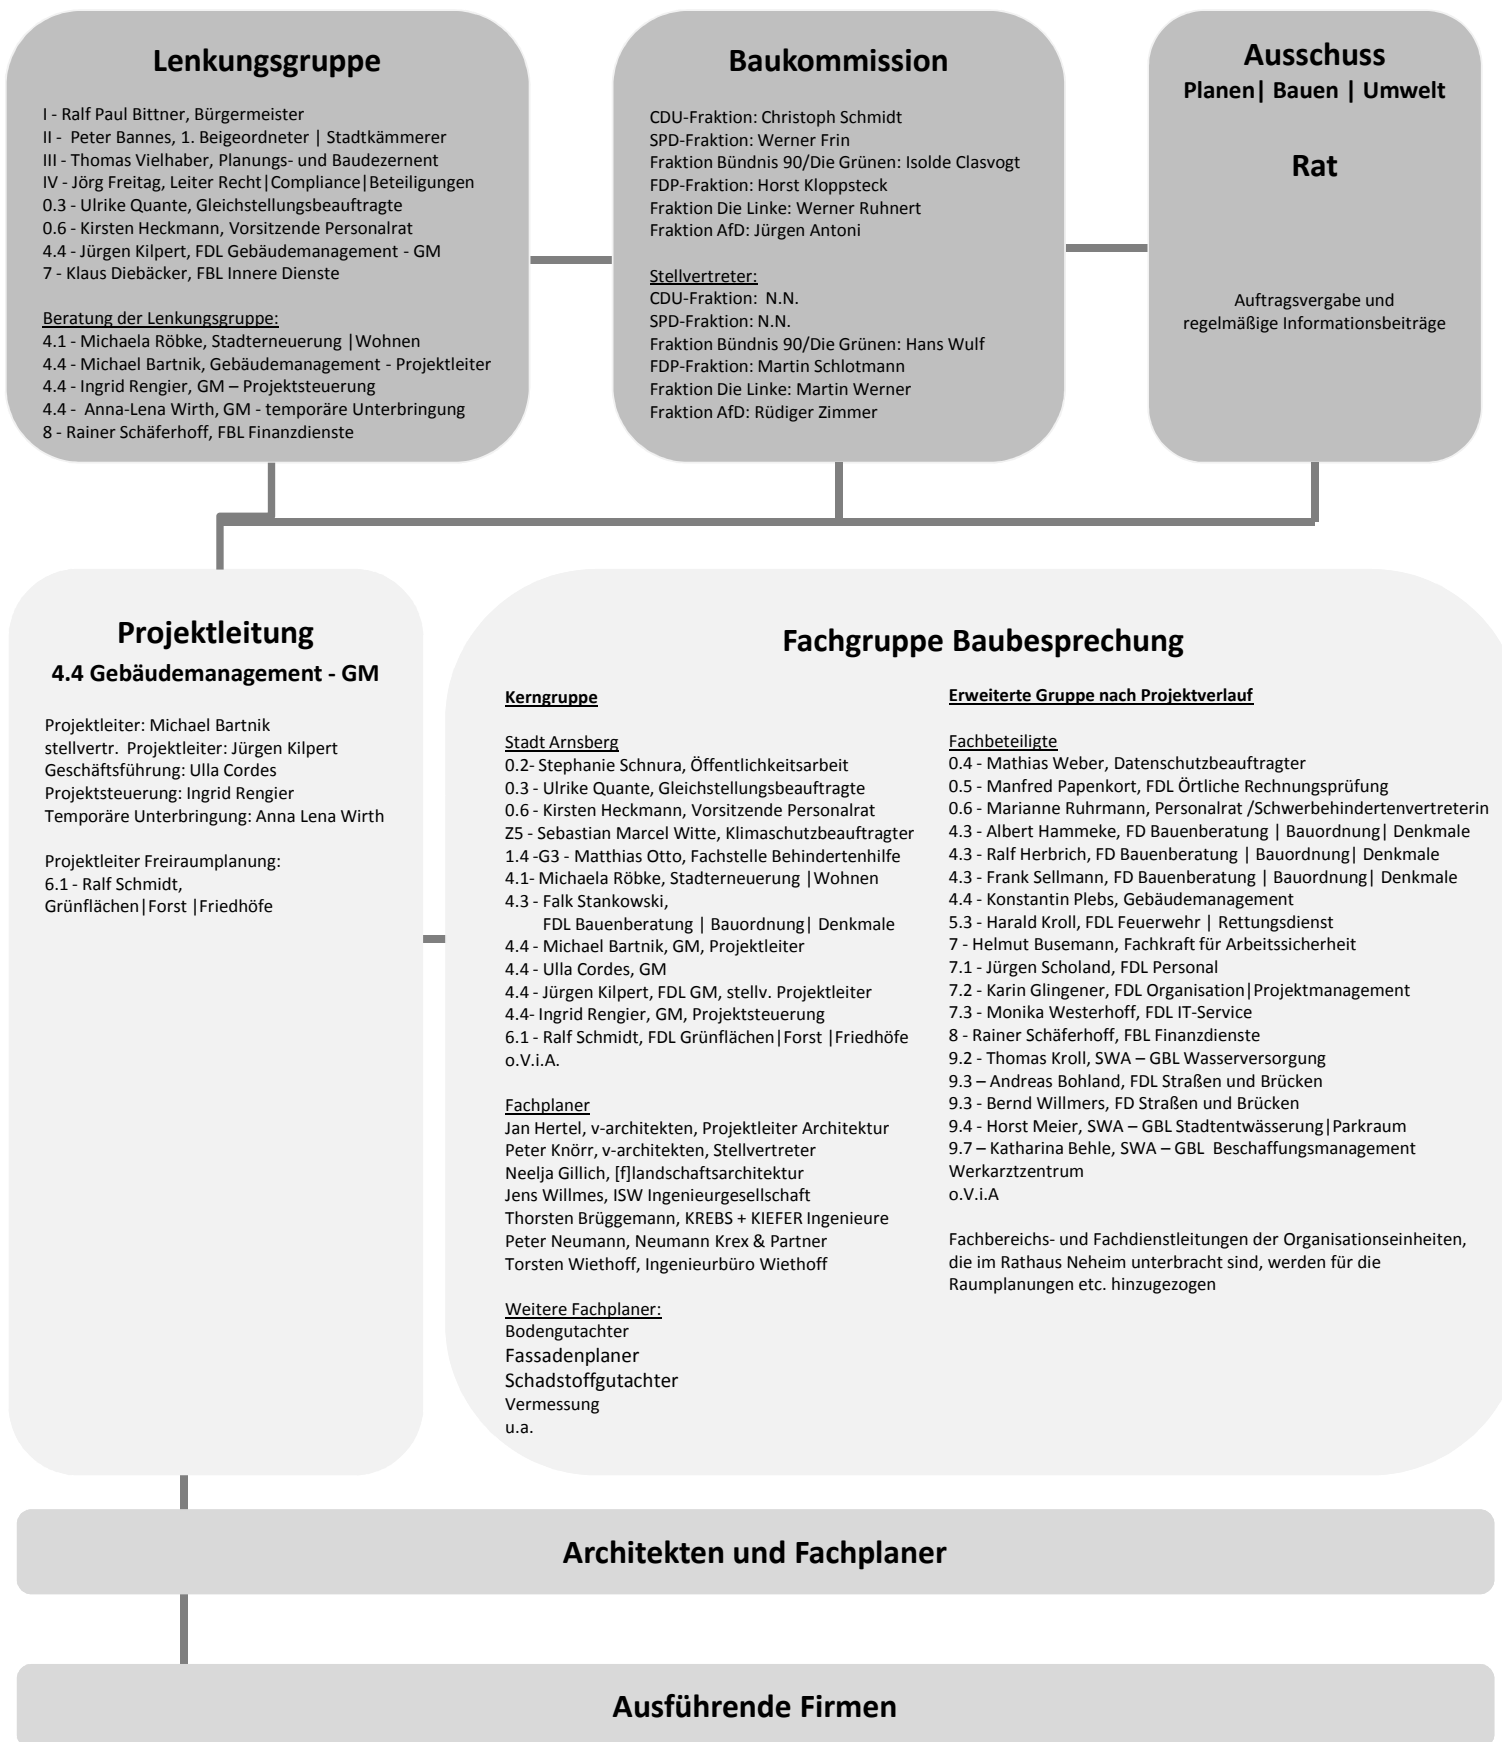 Lenkungsgruppe
I - Ralf Paul Bittner, Bürgermeister
II - Peter Bannes, 1. Beigeordneter | Stadtkämmerer
III - Thomas Vielhaber, Planungs- und Baudezernent
IV - Jörg Freitag, Leiter Recht|Compliance|Beteiligungen
0.3 - Ulrike Quante, Gleichstellungsbeauftragte
0.6 - Kirsten Heckmann, Vorsitzende Personalrat
4.4 - Jürgen Kilpert, FDL Gebäudemanagement - GM
7 - Klaus Diebäcker, FBL Innere Dienste
Beratung der Lenkungsgruppe:
4.1 - Michaela Röbke, Stadterneuerung |Wohnen
4.4 - Michael Bartnik, Gebäudemanagement - Projektleiter
4.4 - Ingrid Rengier, GM – Projektsteuerung
4.4 - Anna-Lena Wirth, GM - temporäre Unterbringung
8 - Rainer Schäferhoff, FBL Finanzdienste
Baukommission
CDU-Fraktion: Christoph Schmidt
SPD-Fraktion: Werner Frin
Fraktion Bündnis 90/Die Grünen: Isolde Clasvogt
FDP-Fraktion: Horst Kloppsteck
Fraktion Die Linke: Werner Ruhnert
Fraktion AfD: Jürgen Antoni
Stellvertreter:
CDU-Fraktion: N.N.
SPD-Fraktion: N.N.
Fraktion Bündnis 90/Die Grünen: Hans Wulf
FDP-Fraktion: Martin Schlotmann
Fraktion Die Linke: Martin Werner
Fraktion AfD: Rüdiger Zimmer
Ausschuss
Planen| Bauen | Umwelt
Rat
Auftragsvergabe und
regelmäßige Informationsbeiträge
Projektleitung
4.4 Gebäudemanagement - GM
Projektleiter: Michael Bartnik
stellvertr. Projektleiter: Jürgen Kilpert
Geschäftsführung: Ulla Cordes
Projektsteuerung: Ingrid Rengier
Temporäre Unterbringung: Anna Lena Wirth
Projektleiter Freiraumplanung:
6.1 - Ralf Schmidt,
Grünflächen|Forst |Friedhöfe
Fachgruppe Baubesprechung
Kerngruppe
Stadt Arnsberg
0.2- Stephanie Schnura, Öffentlichkeitsarbeit
0.3 - Ulrike Quante, Gleichstellungsbeauftragte
0.6 - Kirsten Heckmann, Vorsitzende Personalrat
Z5 - Sebastian Marcel Witte, Klimaschutzbeauftragter
1.4 -G3 - Matthias Otto, Fachstelle Behindertenhilfe
4.1- Michaela Röbke, Stadterneuerung |Wohnen
4.3 - Falk Stankowski,
FDL Bauenberatung | Bauordnung| Denkmale
4.4 - Michael Bartnik, GM, Projektleiter
4.4 - Ulla Cordes, GM
4.4 - Jürgen Kilpert, FDL GM, stellv. Projektleiter
4.4- Ingrid Rengier, GM, Projektsteuerung
6.1 - Ralf Schmidt, FDL Grünflächen|Forst |Friedhöfe
o.V.i.A.
Fachplaner
Jan Hertel, v-architekten, Projektleiter Architektur
Peter Knörr, v-architekten, Stellvertreter
Neelja Gillich, [f]landschaftsarchitektur
Jens Willmes, ISW Ingenieurgesellschaft
Thorsten Brüggemann, KREBS + KIEFER Ingenieure
Peter Neumann, Neumann Krex & Partner
Torsten Wiethoff, Ingenieurbüro Wiethoff
Weitere Fachplaner:
Bodengutachter
Fassadenplaner
Schadstoffgutachter
Vermessung
u.a.
Erweiterte Gruppe nach Projektverlauf
Fachbeteiligte
0.4 - Mathias Weber, Datenschutzbeauftragter
0.5 - Manfred Papenkort, FDL Örtliche Rechnungsprüfung
0.6 - Marianne Ruhrmann, Personalrat /Schwerbehindertenvertreterin
4.3 - Albert Hammeke, FD Bauenberatung | Bauordnung| Denkmale
4.3 - Ralf Herbrich, FD Bauenberatung | Bauordnung| Denkmale
4.3 - Frank Sellmann, FD Bauenberatung | Bauordnung| Denkmale
4.4 - Konstantin Plebs, Gebäudemanagement
5.3 - Harald Kroll, FDL Feuerwehr | Rettungsdienst
7 - Helmut Busemann, Fachkraft für Arbeitssicherheit
7.1 - Jürgen Scholand, FDL Personal
7.2 - Karin Glingener, FDL Organisation|Projektmanagement
7.3 - Monika Westerhoff, FDL IT-Service
8 - Rainer Schäferhoff, FBL Finanzdienste
9.2 - Thomas Kroll, SWA – GBL Wasserversorgung
9.3 – Andreas Bohland, FDL Straßen und Brücken
9.3 - Bernd Willmers, FD Straßen und Brücken
9.4 - Horst Meier, SWA – GBL Stadtentwässerung|Parkraum
9.7 – Katharina Behle, SWA – GBL Beschaffungsmanagement
Werkarztzentrum
o.V.i.A
Fachbereichs- und Fachdienstleitungen der Organisationseinheiten,
die im Rathaus Neheim unterbracht sind, werden für die
Raumplanungen etc. hinzugezogen
Architekten und Fachplaner
Ausführende Firmen